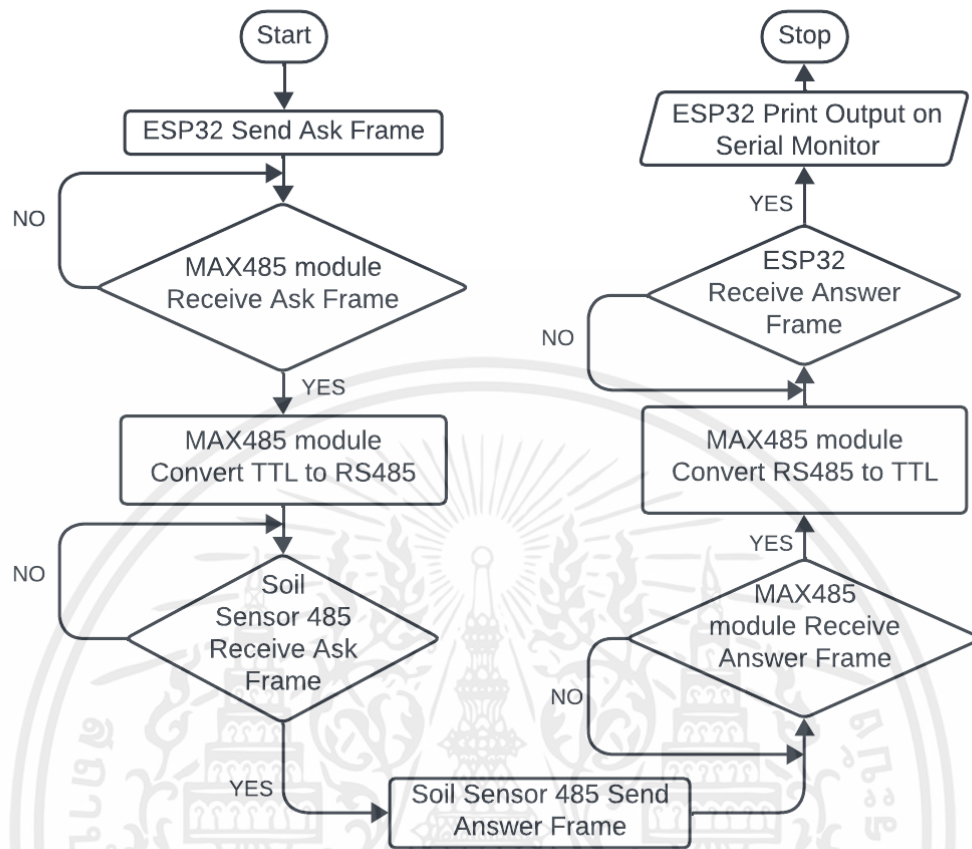 Start
ESP32 Send Ask Frame
NO
MAX485 module
Receive Ask Frame
YES
MAX485 module
Convert TTL to RS485
NO
Soil
Sensor 485
Receive Ask
Frame
YES
Soil Sensor 485 Send
Answer Frame
MAX485
module Receive
Answer Frame
NO
YES
MAX485 module
Convert RS485 to TTL
NO
ESP32
Receive Answer
Frame
YES
ESP32 Print Output on
Serial Monitor
Stop